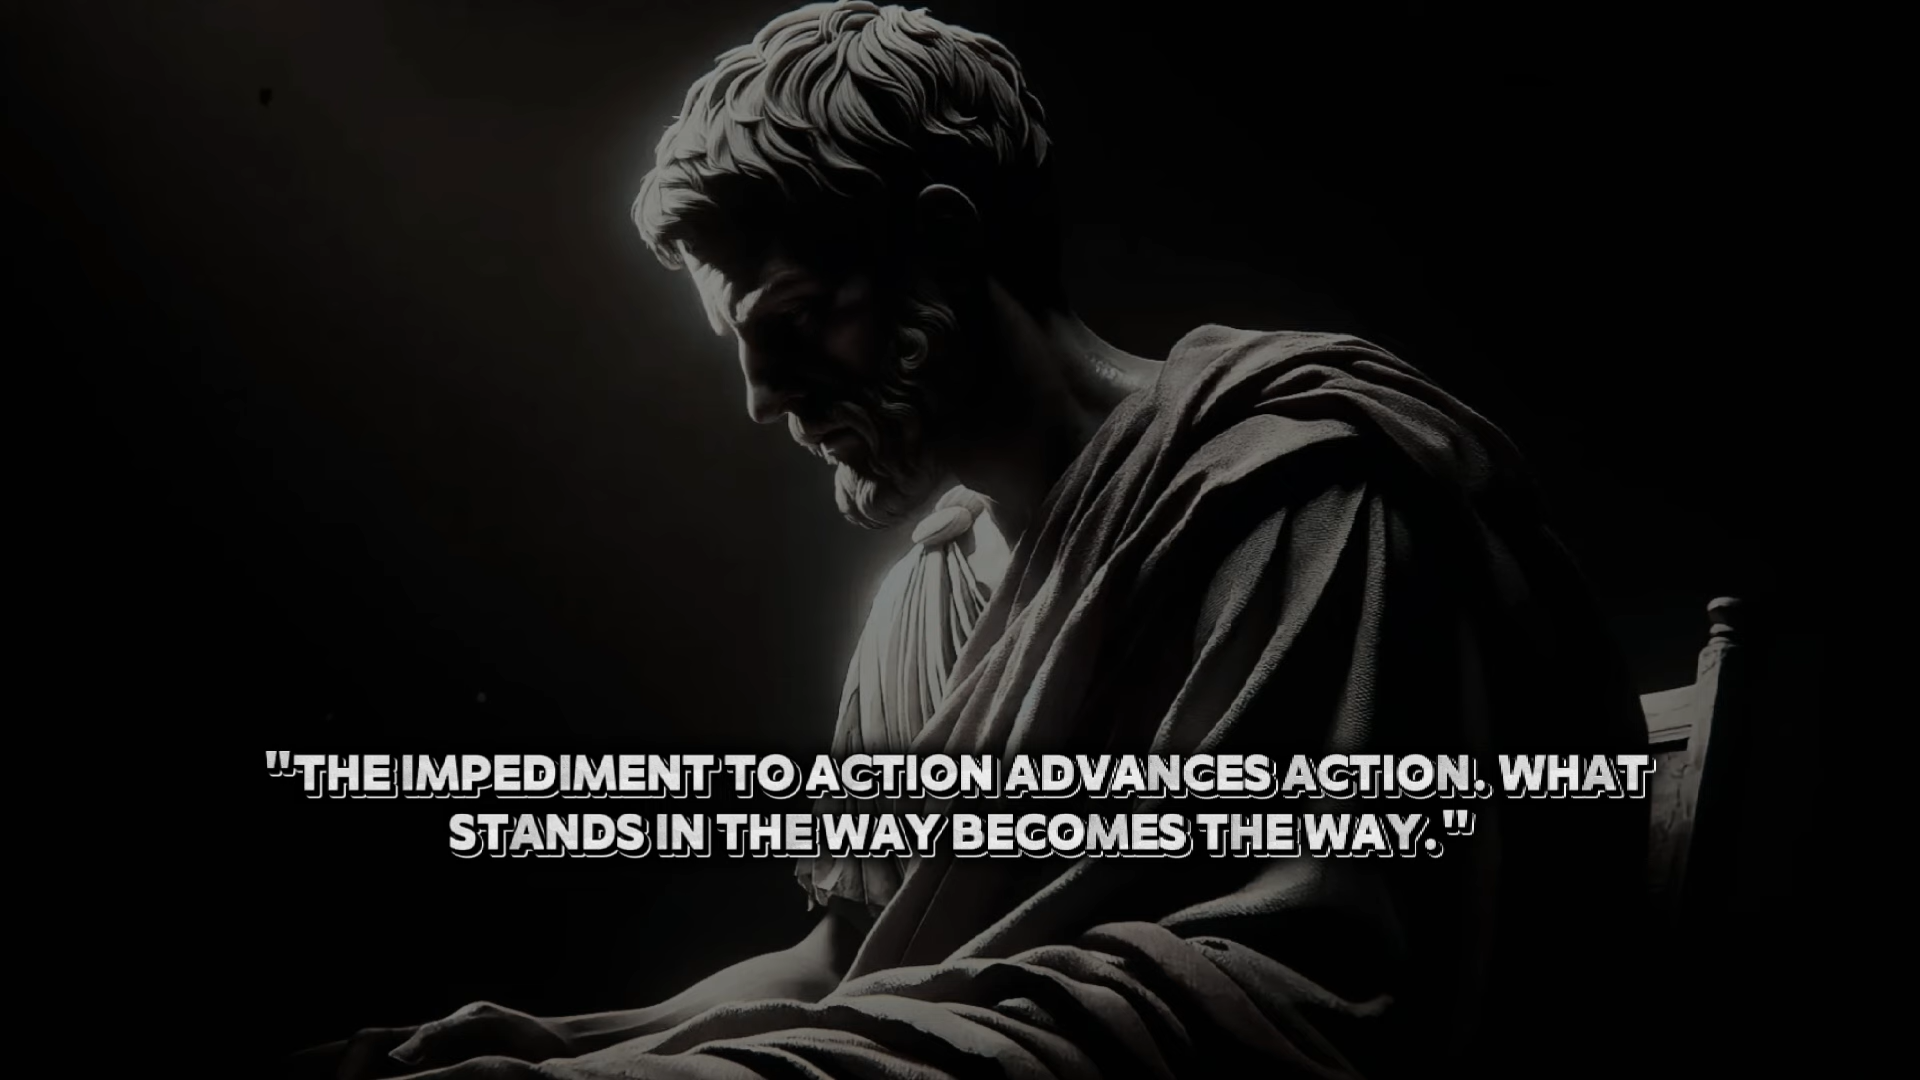 "THE IMPEDIMENT TO ACTION ADVANCES ACTION. WHAT
STANDS IN THE WAY BECOMES THE WAY."